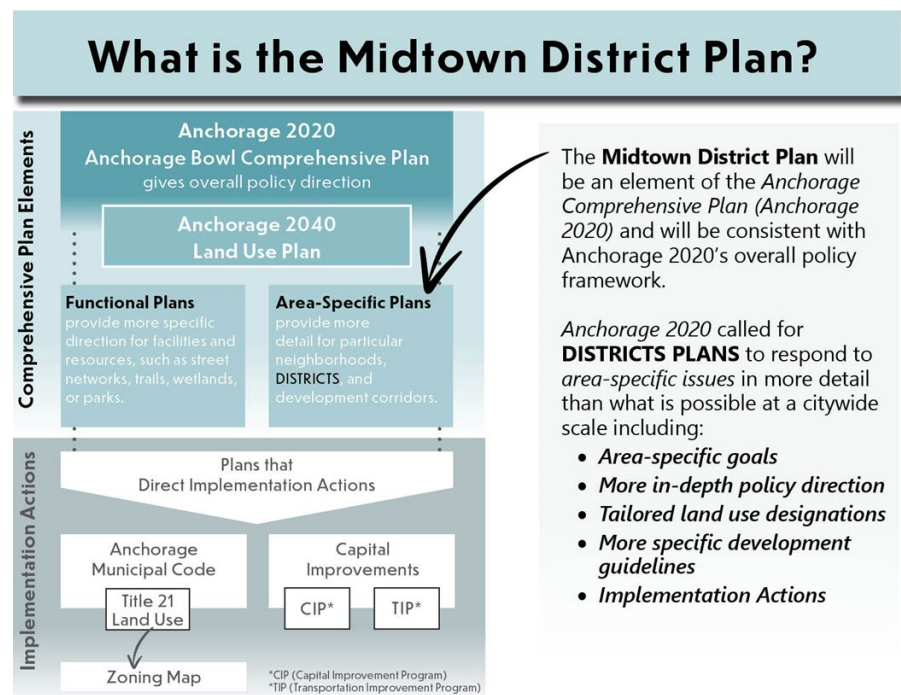 What is the Midtown District Plan?
Comprehensive Plan Elements
Anchorage 2020
Anchorage Bowl Comprehensive Plan
gives overall policy direction
Anchorage 2040
Land Use Plan
Functional Plans
provide more specific
direction for facilities and
resources, such as street
networks, trails, wetlands,
or parks.
Area-Specific Plans
provide more
detail for particular
neighborhoods,
DISTRICTS, and
development corridors.
Implementation Actions
Plans that
Direct Implementation Actions
Anchorage
Municipal Code
Title 21
Land Use
Zoning Map
Capital
Improvements
CIP*
TIP*
*CIP (Capital Improvement Program)
*TIP (Transportation Improvement Program)
The Midtown District Plan will
be an element of the Anchorage
Comprehensive Plan (Anchorage
2020) and will be consistent with
Anchorage 2020's overall policy
framework.
Anchorage 2020 called for
DISTRICTS PLANS to respond to
area-specific issues in more detail
than what is possible at a citywide
scale including:
• Area-specific goals
• More in-depth policy direction
• Tailored land use designations
• More specific development
guidelines
• Implementation Actions